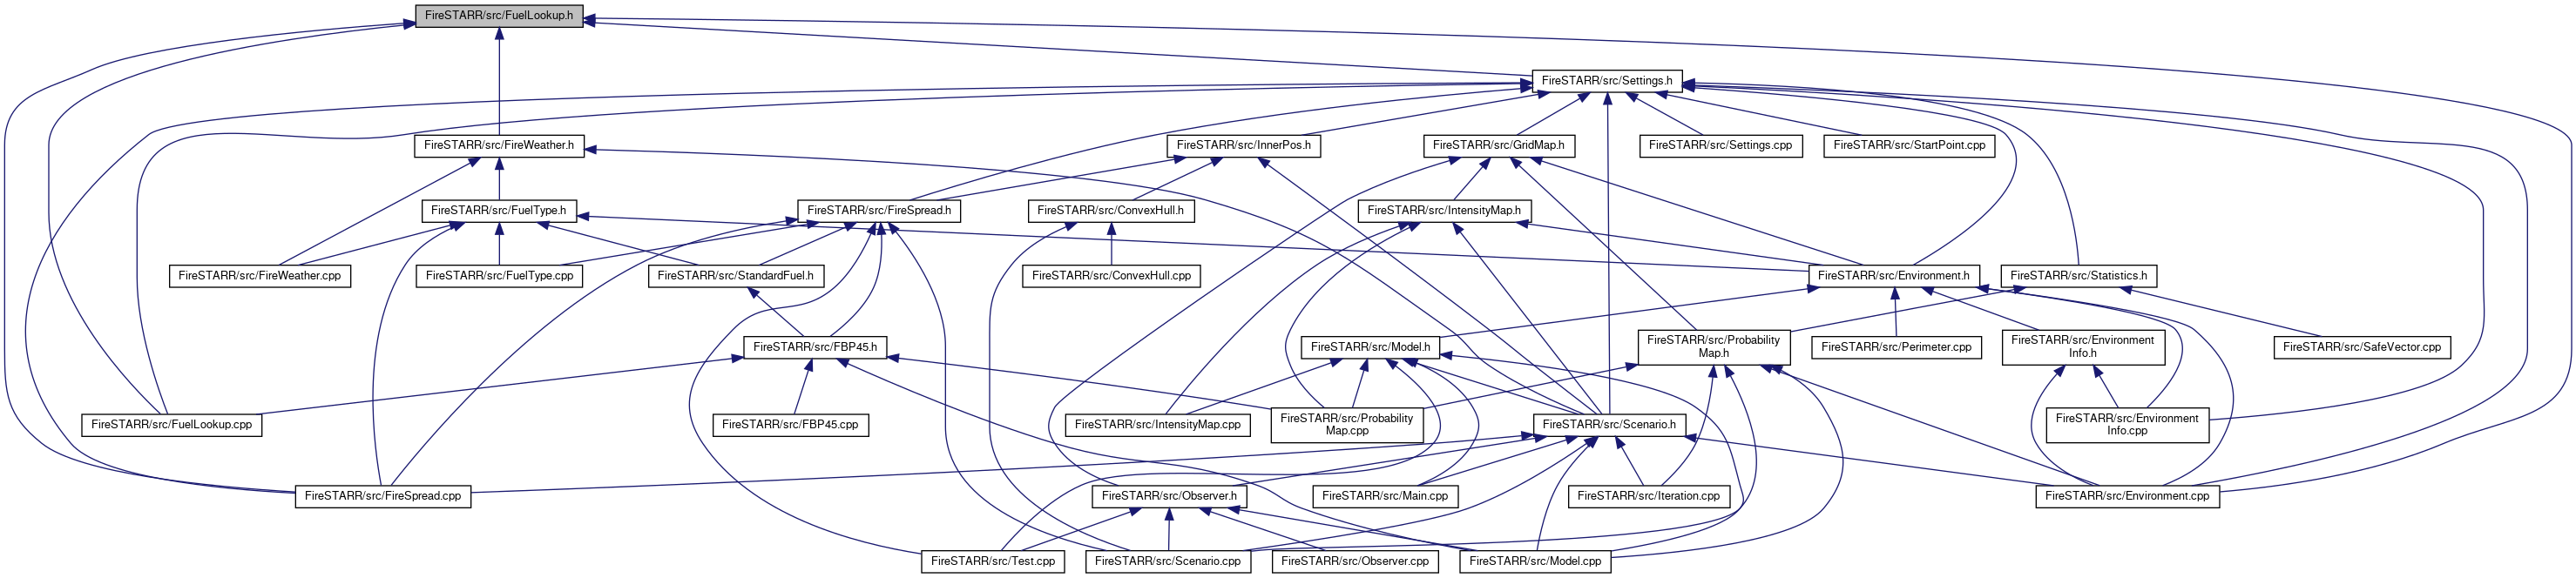 FireSTARR/src/FuelLookup.h
FireSTARR/src/Settings.h
FireSTARR/src/FireWeather.h
FireSTARR/src/InnerPos.h
FireSTARR/src/GridMap.h
FireSTARR/src/Settings.cpp
FireSTARR/src/StartPoint.cpp
FireSTARR/src/FuelType.h
FireSTARR/src/FireSpread.h
FireSTARR/src/ConvexHull.h
FireSTARR/src/IntensityMap.h
FireSTARR/src/FireWeather.cpp
FireSTARR/src/FuelType.cpp
FireSTARR/src/StandardFuel.h
FireSTARR/src/ConvexHull.cpp
FireSTARR/src/Environment.h
FireSTARR/src/Statistics.h
FireSTARR/src/FBP45.h
FireSTARR/src/Model.h
FireSTARR/src/Probability
Map.h
FireSTARR/src/Perimeter.cpp
FireSTARR/src/Environment
Info.h
FireSTARR/src/SafeVector.cpp
FireSTARR/src/FuelLookup.cpp
FireSTARR/src/FBP45.cpp
FireSTARR/src/IntensityMap.cpp
FireSTARR/src/Probability
Map.cpp
FireSTARR/src/Scenario.h
FireSTARR/src/Environment
Info.cpp
FireSTARR/src/FireSpread.cpp
FireSTARR/src/Observer.h
FireSTARR/src/Main.cpp
FireSTARR/src/Iteration.cpp
FireSTARR/src/Environment.cpp
FireSTARR/src/Test.cpp
FireSTARR/src/Scenario.cpp
FireSTARR/src/Observer.cpp
FireSTARR/src/Model.cpp